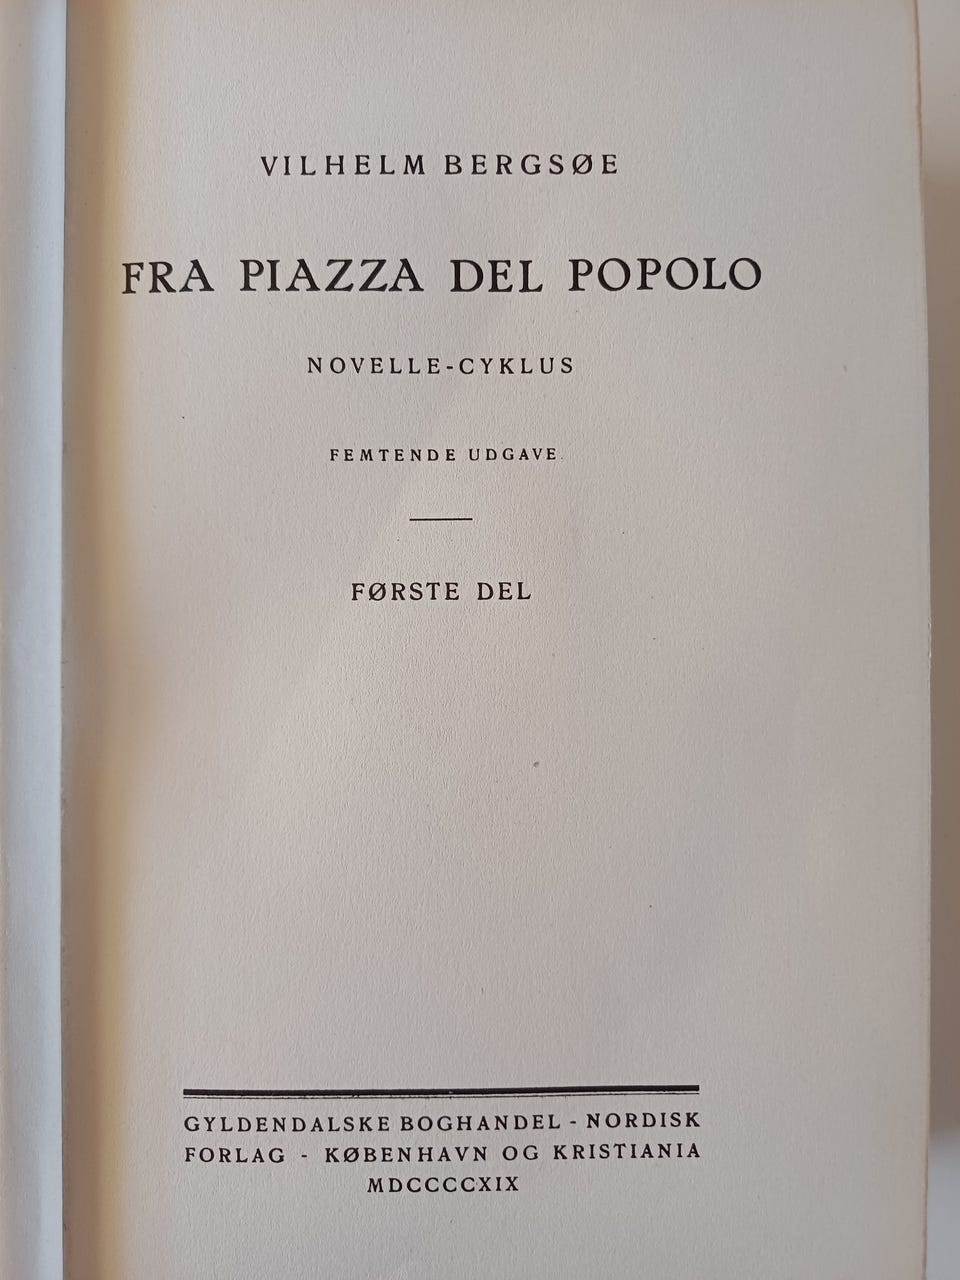 VILHELM BERGSØE
FRA PIAZZA DEL POPOLO
NOVELLE-CYKLUS
FEMTENDE UDGAVE
FØRSTE DEL
GYLDENDALSKE BOGHANDEL - NORDISK
FORLAG - KØBENHAVN OG KRISTIANIA
MDCCCCXIX